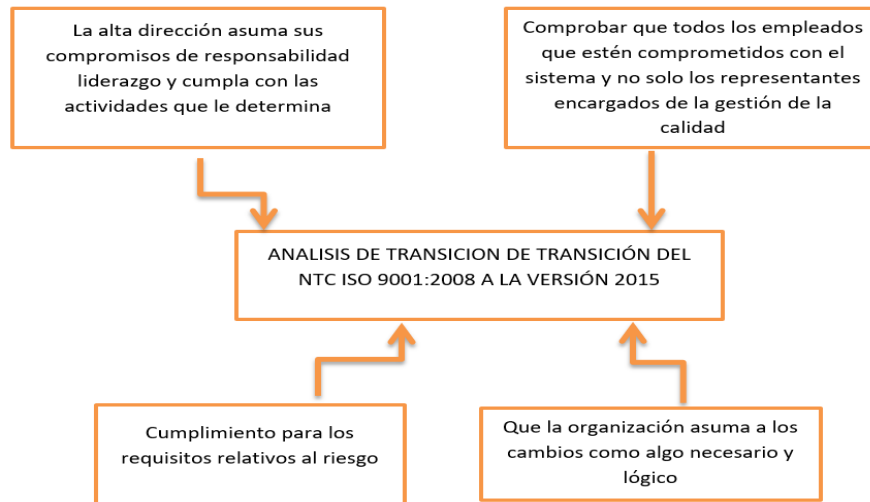 La alta dirección asuma sus
compromisos de responsabilidad
liderazgo y cumpla con las
actividades que le determina
Comprobar que todos los empleados
que estén comprometidos con el
sistema y no solo los representantes
encargados de la gestión de la
calidad
ANALISIS DE TRANSICION DE TRANSICIÓN DEL
NTC ISO 9001:2008 A LA VERSIÓN 2015
Cumplimiento para los
requisitos relativos al riesgo
Que la organización asuma a los
cambios como algo necesario y
lógico